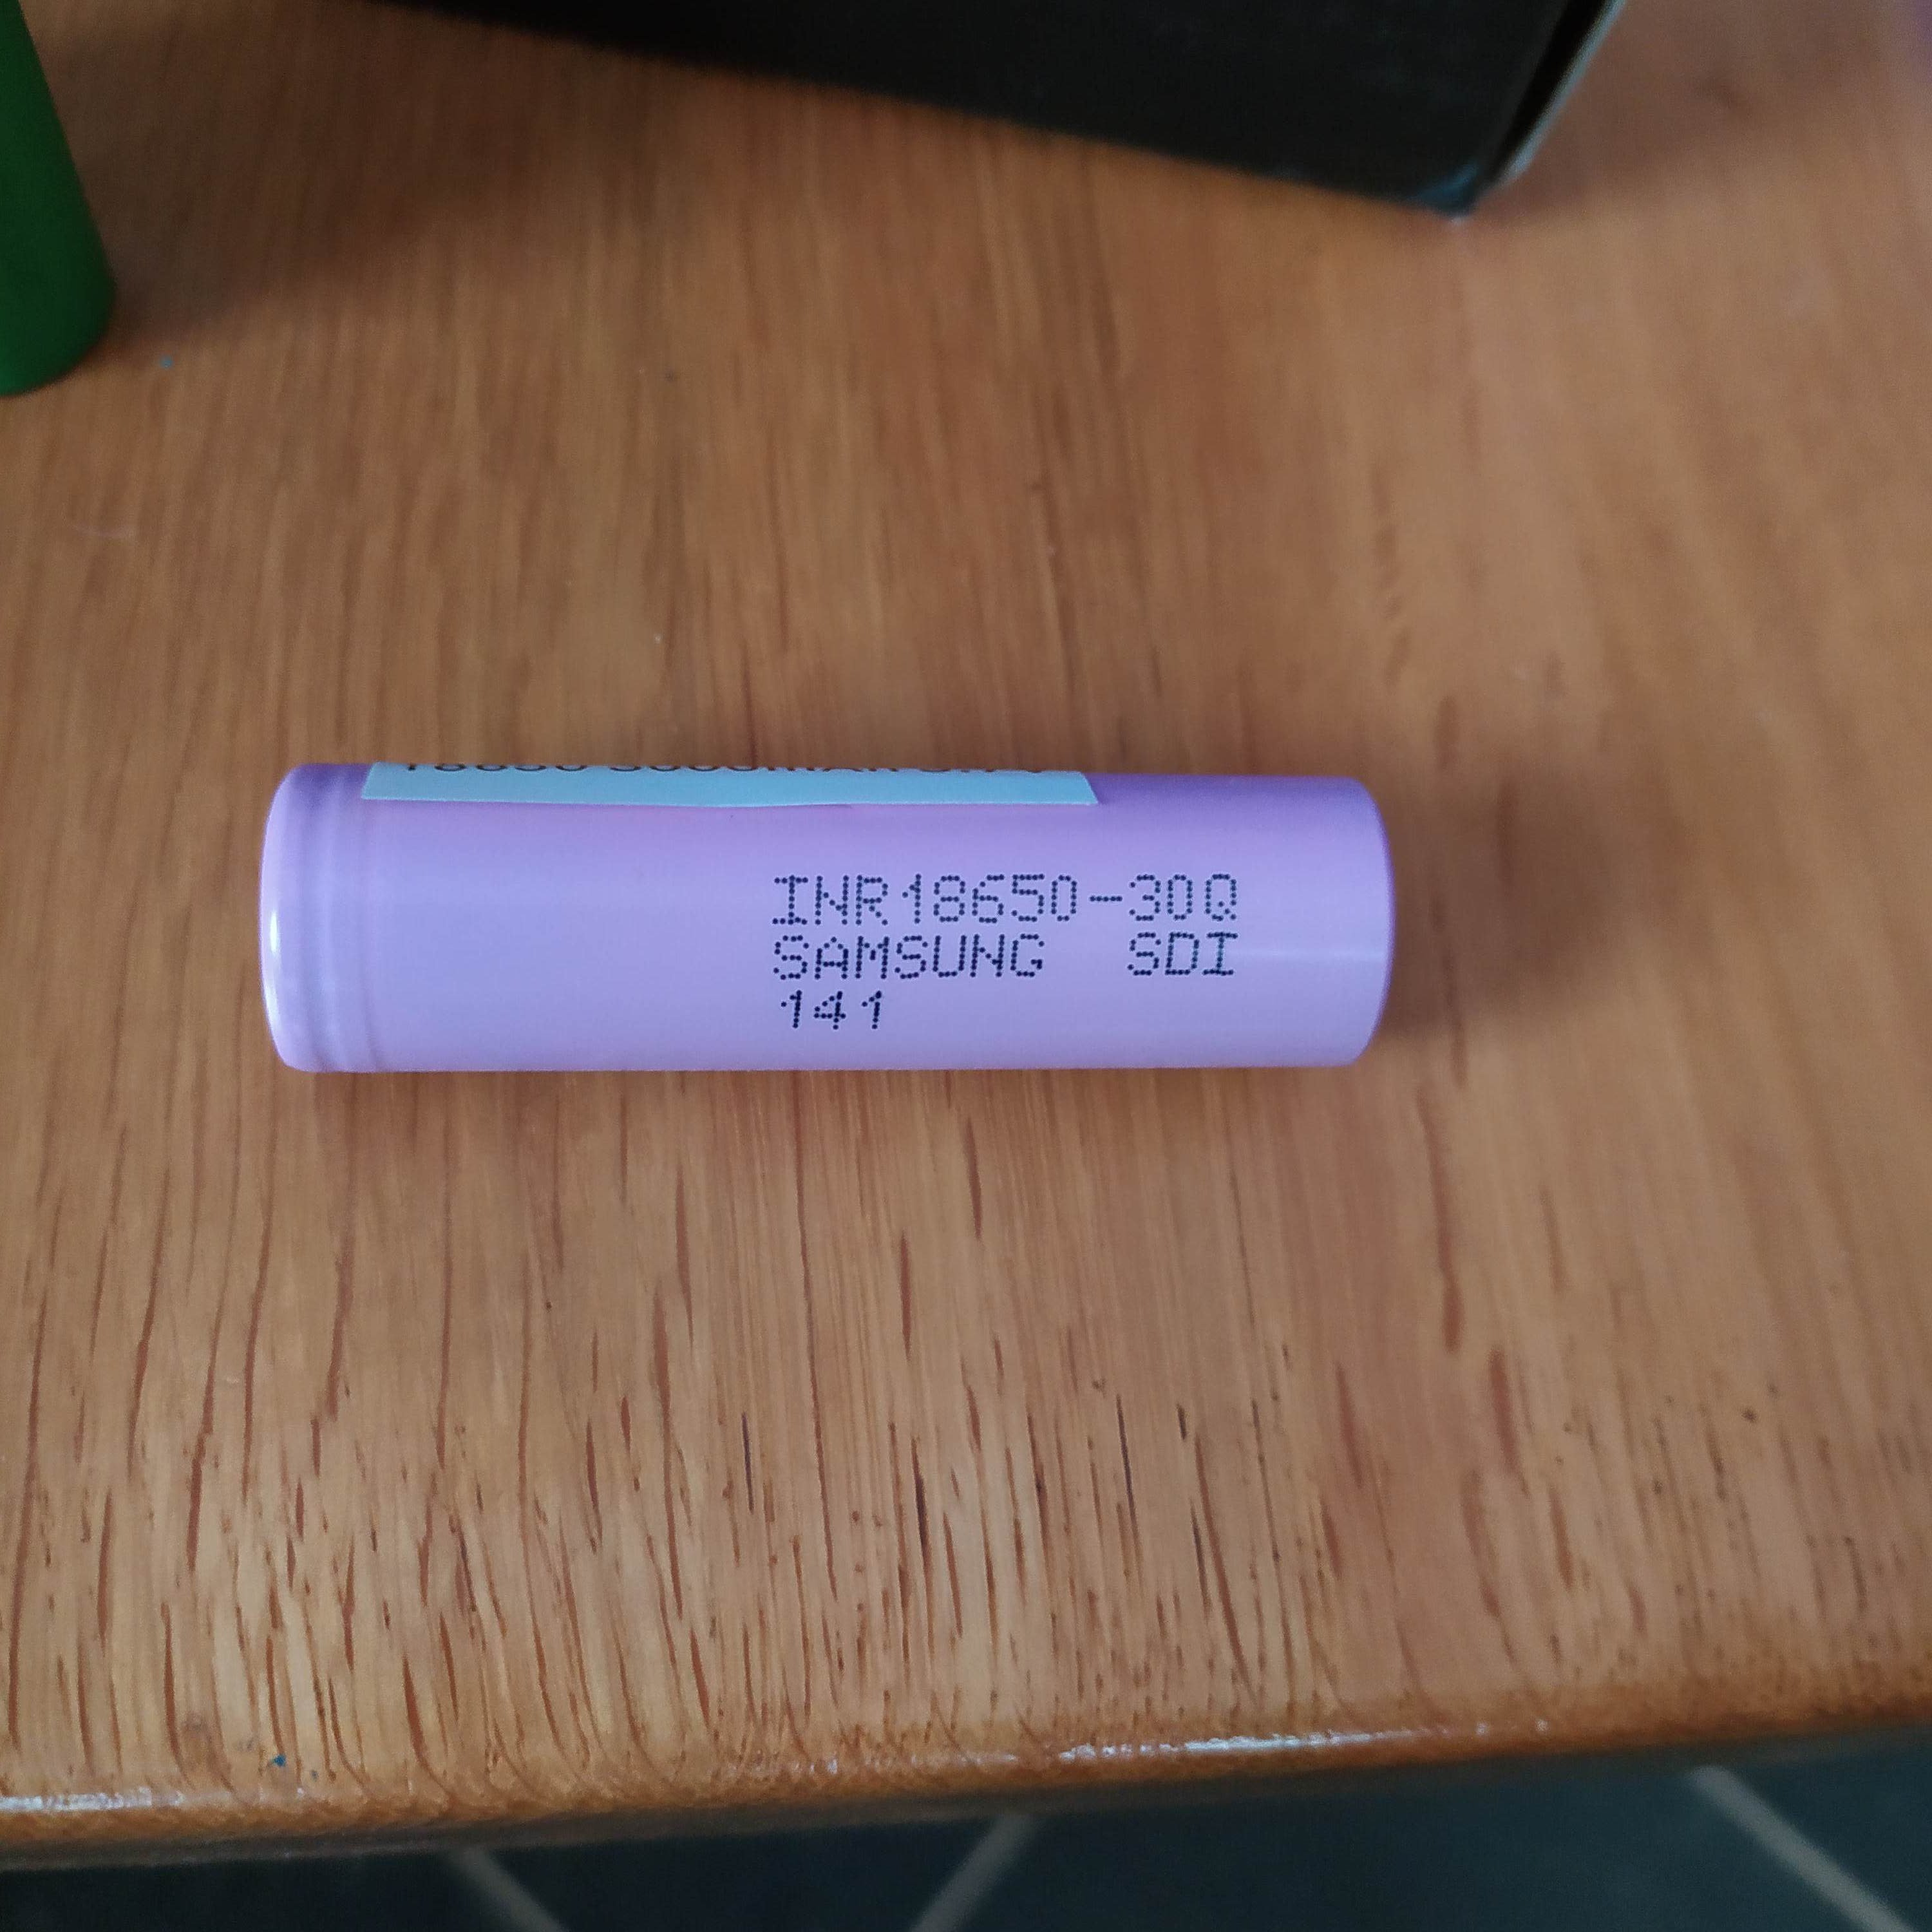 INR18650-30Q
SAMSUNG SDI
141